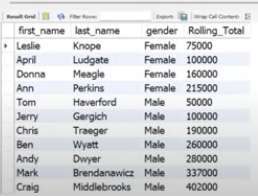 Result Grid Filter Rows: Export: Wrap Cell Content:
first_name last_name gender Rolling_Total
Leslie Knope Female 75000
April Ludgate Female 100000
Donna Meagle Female 160000
Ann Perkins Female 215000
Tom Haverford Male 50000
Jerry Gergich Male 100000
Chris Traeger Male 190000
Ben Wyatt Male 260000
Andy Dwyer Male 280000
Mark Brendanawicz Male 337000
Craig Middlebrooks Male 402000